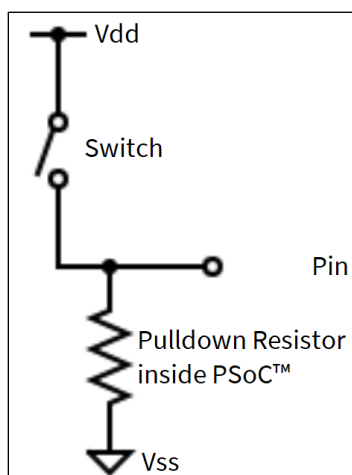 Vdd
Switch
Pin
Pulldown Resistor
inside PSoC™
Vss